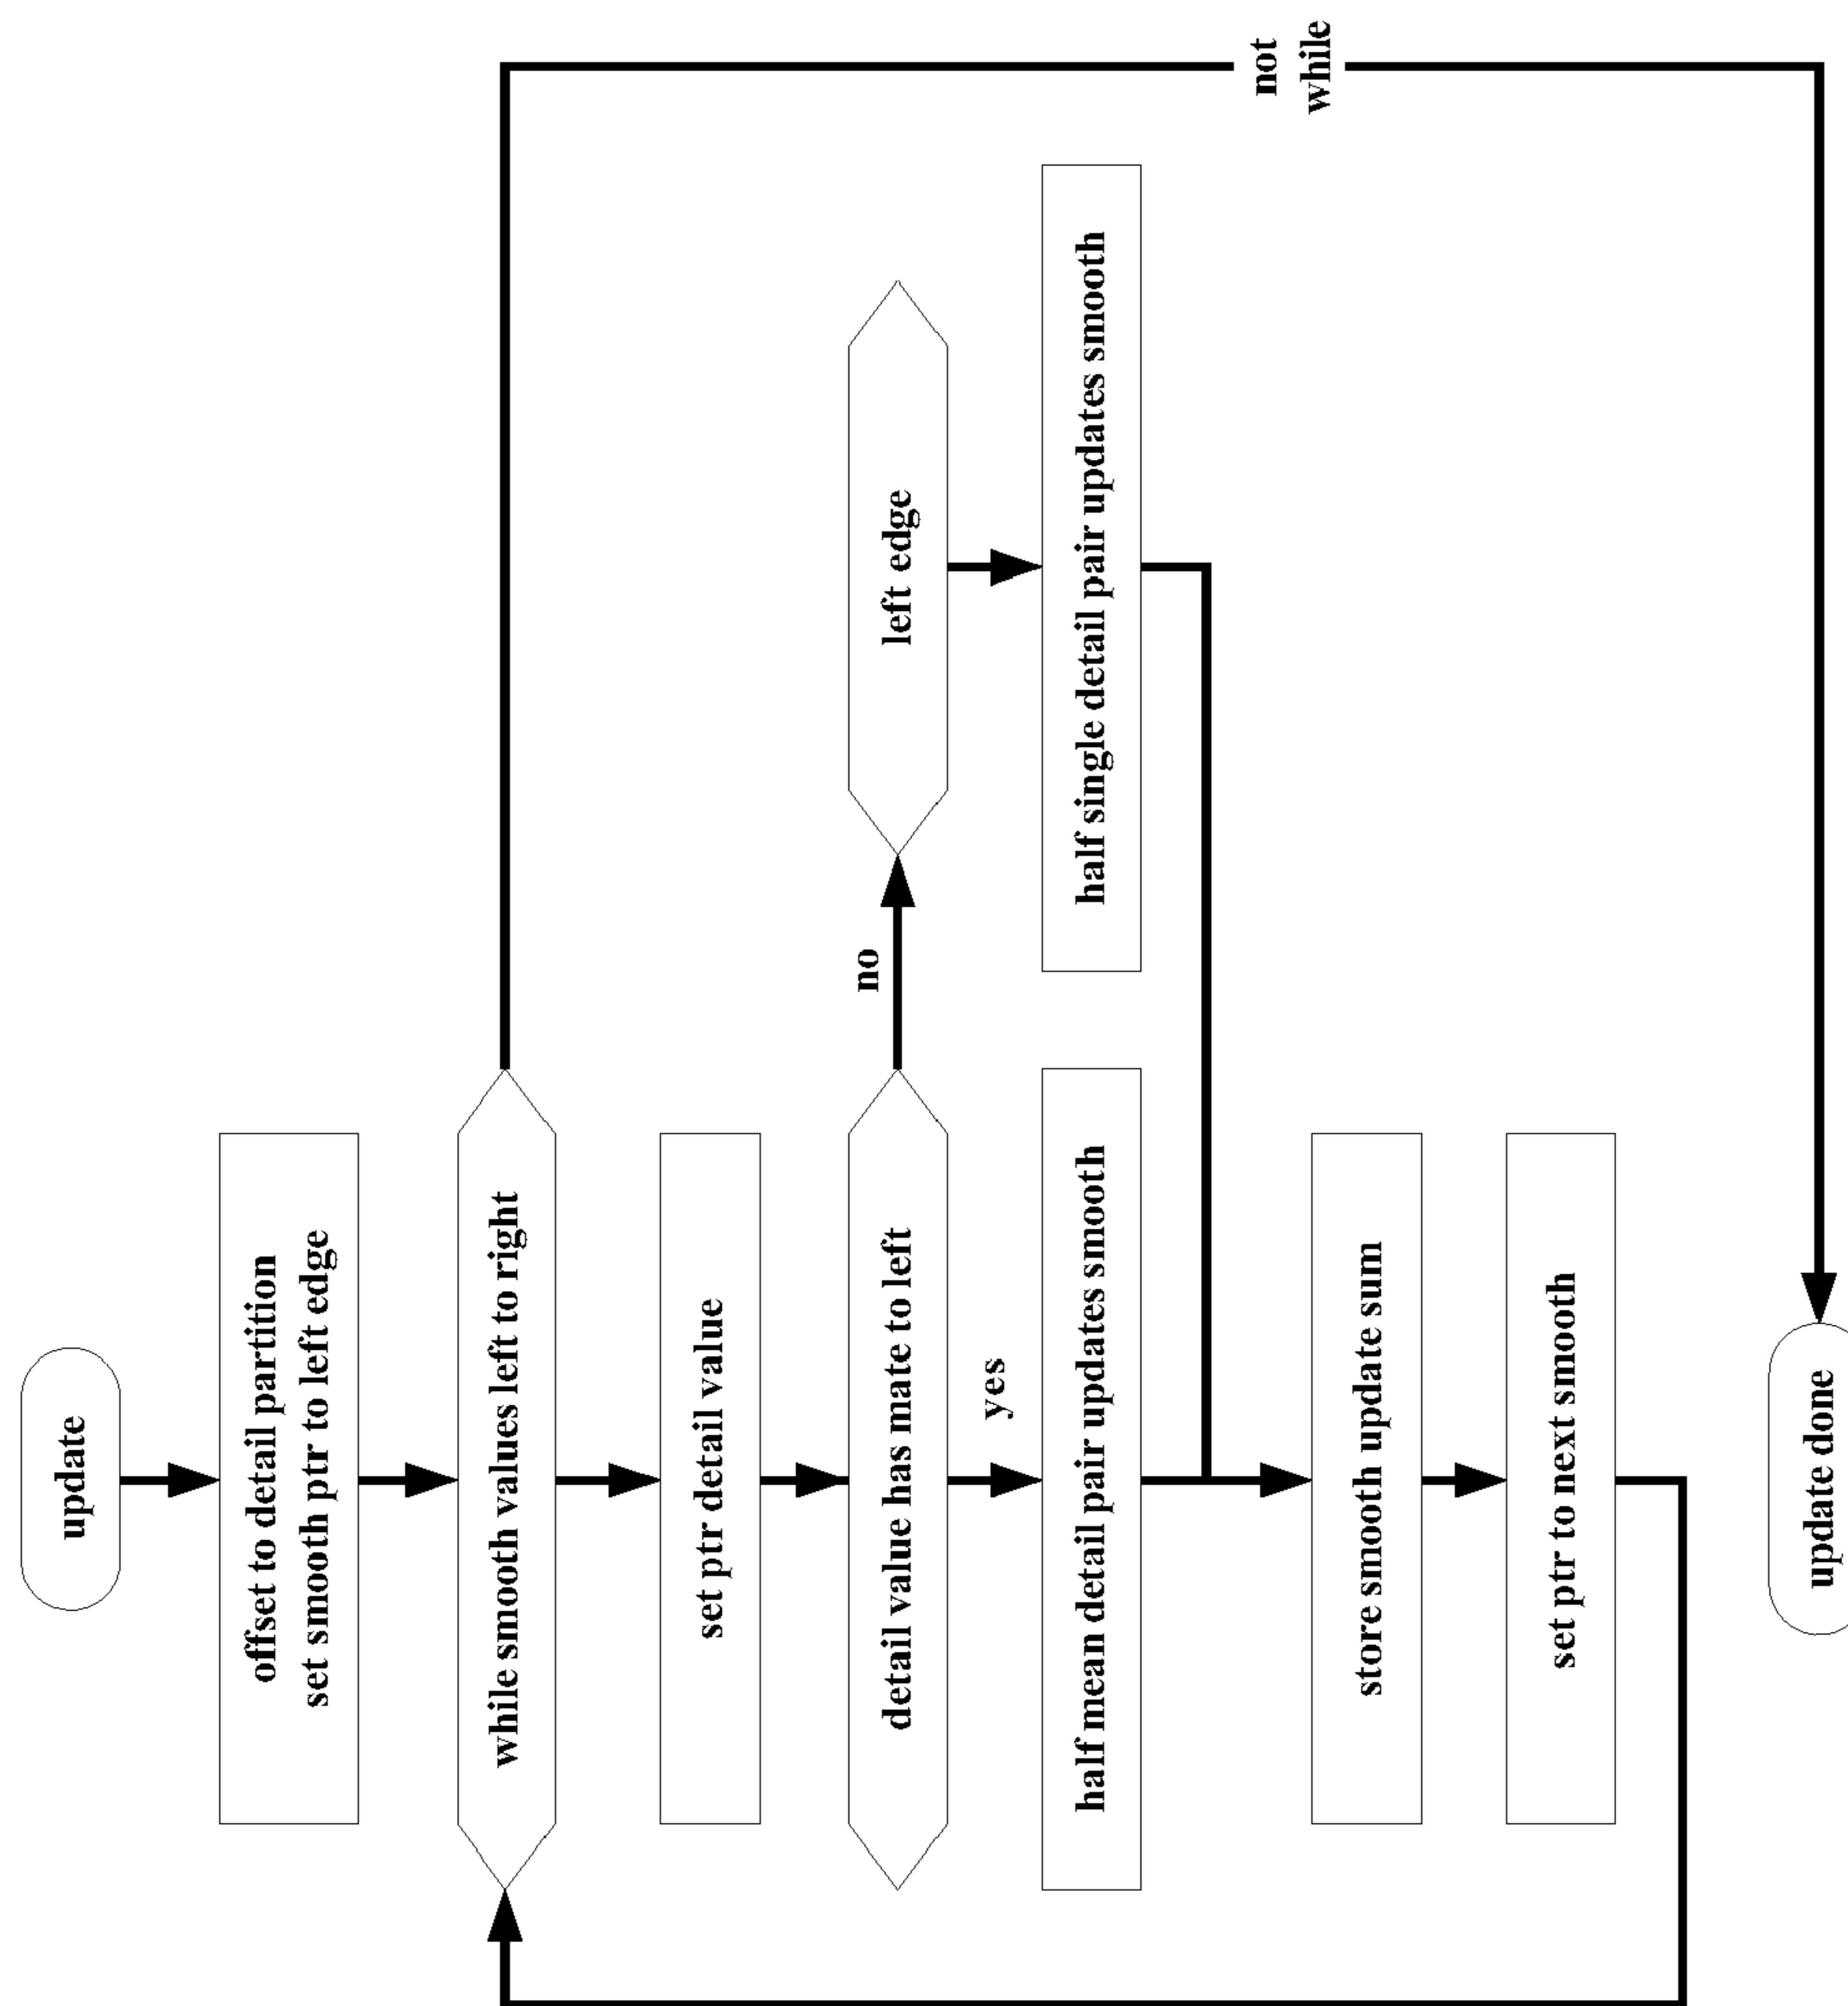 update
offset to detail partition
set smooth ptr to left edge
while smooth values left to right
set ptr detail value
detail value has mate to left
no
left edge
yes
half mean detail pair updates smooth
half single detail pair updates smooth
store smooth update sum
set ptr to next smooth
not
while
update done